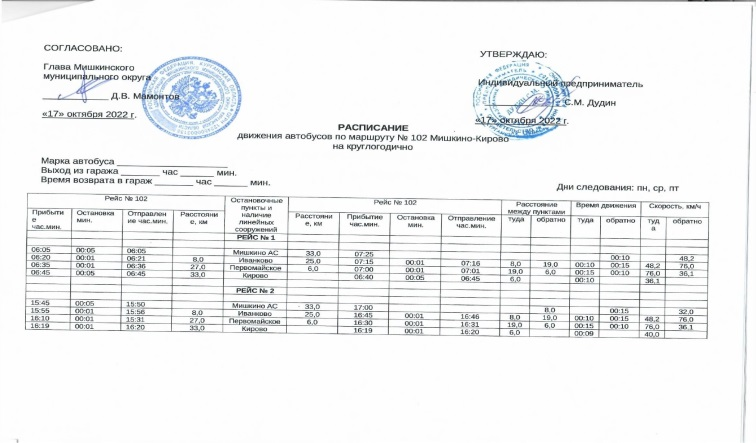 СОГЛАСОВАНО:
УТВЕРЖДАЮ:
Глава Мишкинского
муниципального округа
Индивидуальный предприниматель
Д.В. Мамонтов
С.М. Дудин
«17» октября 2022 г.
«17» октября 2022 г.
РАСПИСАНИЕ
движения автобусов по маршруту № 102 Мишкино-Кирово
на круглогодично
Марка автобуса
Выход из гаража час мин.
Время возврата в гараж час мин.
Дни следования: пн, ср, пт
Рейс № 102 Остановочные пункты и наличие линейных сооружений Рейс № 102 Расстояние между пунктами Время движения Скорость, км/ч
Прибытие час.мин. Остановка мин. Отправление час.мин. Расстояние, км Расстояние, км Прибытие час.мин. Остановка мин. Отправление час.мин. туда обратно туда обратно туда обратно
РЕЙС № 1
06:05 00:05 06:05 Мишкино АС 33,0 07:25 00:10 48,2
06:20 00:01 06:21 8,0 Иванково 25,0 07:15 00:01 07:16 8,0 19,0 00:10 00:15 48,2 76,0
06:35 00:01 06:36 27,0 Первомайское 6,0 07:00 00:01 07:01 19,0 6,0 00:15 00:10 76,0 36,1
06:45 00:05 06:45 33,0 Кирово 06:40 00:05 06:45 6,0 00:10 36,1
РЕЙС № 2
15:45 00:05 15:50 Мишкино АС 33,0 17:00 8,0 00:15 32,0
15:55 00:01 15:56 8,0 Иванково 25,0 16:45 00:01 16:46 8,0 19,0 00:10 00:15 48,2 76,0
16:10 00:01 15:31 27,0 Первомайское 6,0 16:30 00:01 16:31 19,0 6,0 00:15 00:10 76,0 36,1
16:19 00:01 16:20 33,0 Кирово 16:19 00:01 16:20 6,0 00:09 40,0